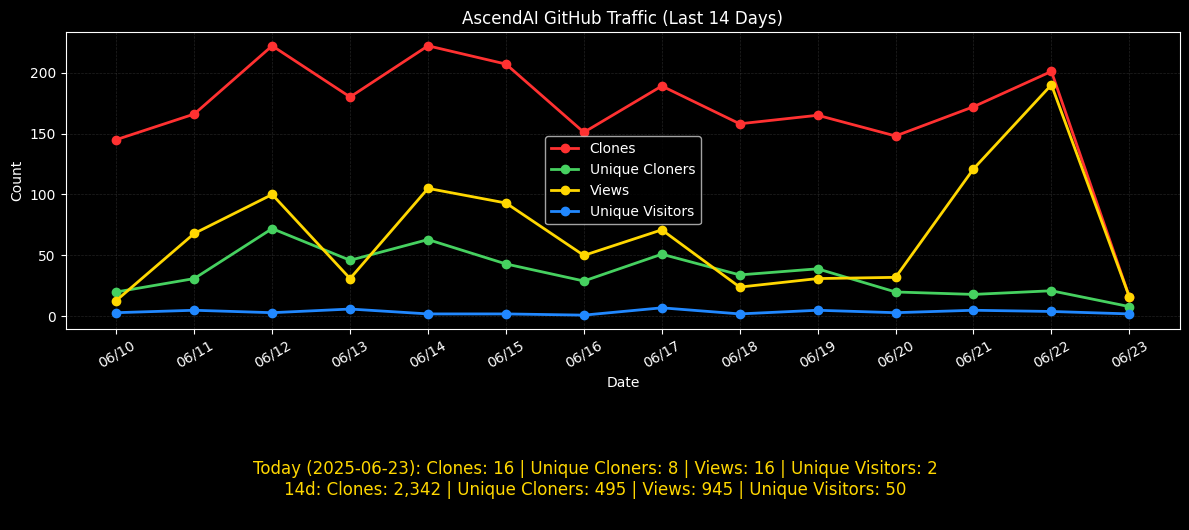 AscendAI GitHub Traffic (Last 14 Days)
Count
200
150
100
50
0
Clones
Unique Cloners
Views
Unique Visitors
06/10 06/11 06/12 06/13 06/14 06/15 06/16 06/17 06/18 06/19 06/20 06/21 06/22 06/23
Date
Today (2025-06-23): Clones: 16 | Unique Cloners: 8 | Views: 16 | Unique Visitors: 2
14d: Clones: 2,342 | Unique Cloners: 495 | Views: 945 | Unique Visitors: 50